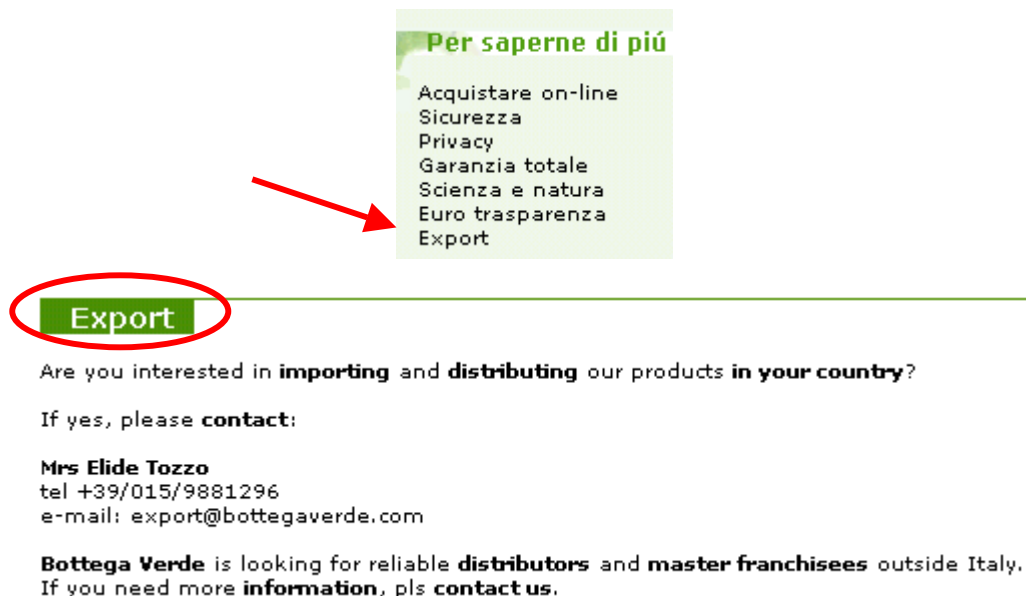 Per saperne di piú
Acquistare on-line
Sicurezza
Privacy
Garanzia totale
Scienza e natura
Euro trasparenza
Export
Export
Are you interested in importing and distributing our products in your country?
If yes, please contact:
Mrs Elide Tozzo
tel +39/015/9881296
e-mail: export@bottegaverde.com
Bottega Verde is looking for reliable distributors and master franchisees outside Italy.
If you need more information, pls contact us.